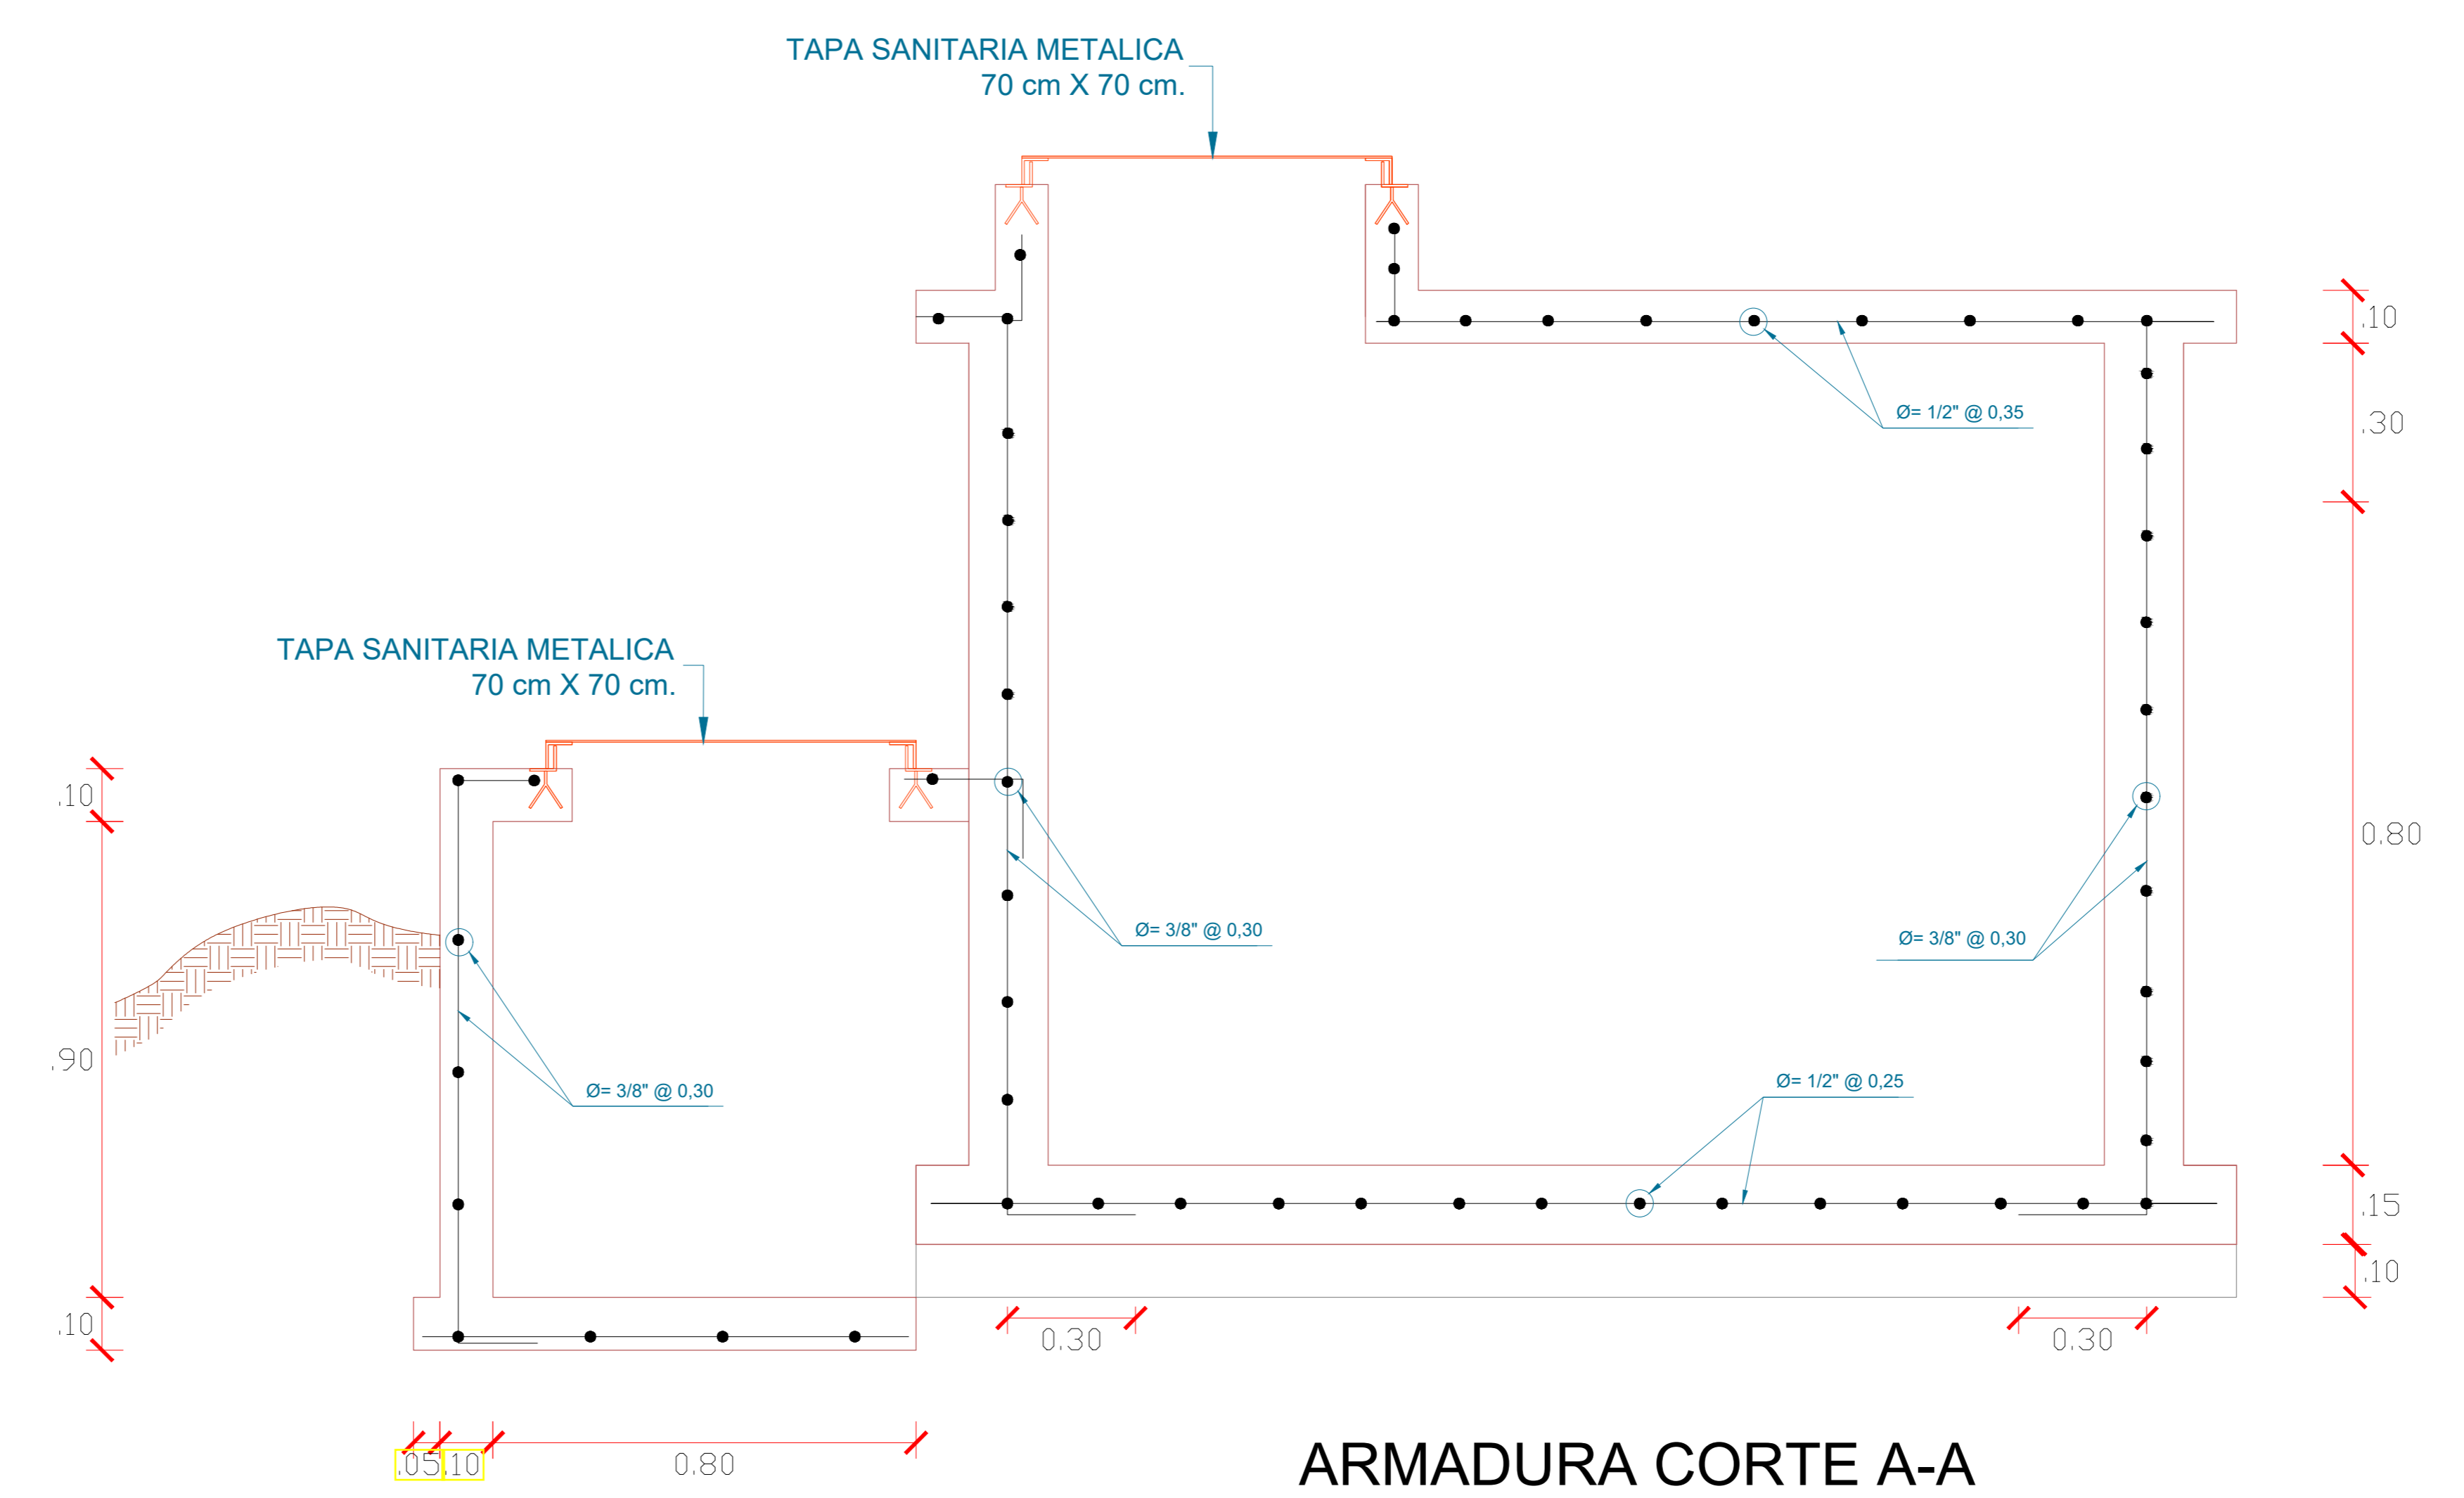 TAPA SANITARIA METALICA
70 cm X 70 cm.
.10
.30
Ø= 1/2" @ 0,35
TAPA SANITARIA METALICA
70 cm X 70 cm.
.10
0.80
Ø= 3/8" @ 0,30
Ø= 3/8" @ 0,30
.90
Ø= 3/8" @ 0,30
Ø= 1/2" @ 0,25
.15
.10
.10
0.30
0.30
.05
.10
0.80
ARMADURA CORTE A-A